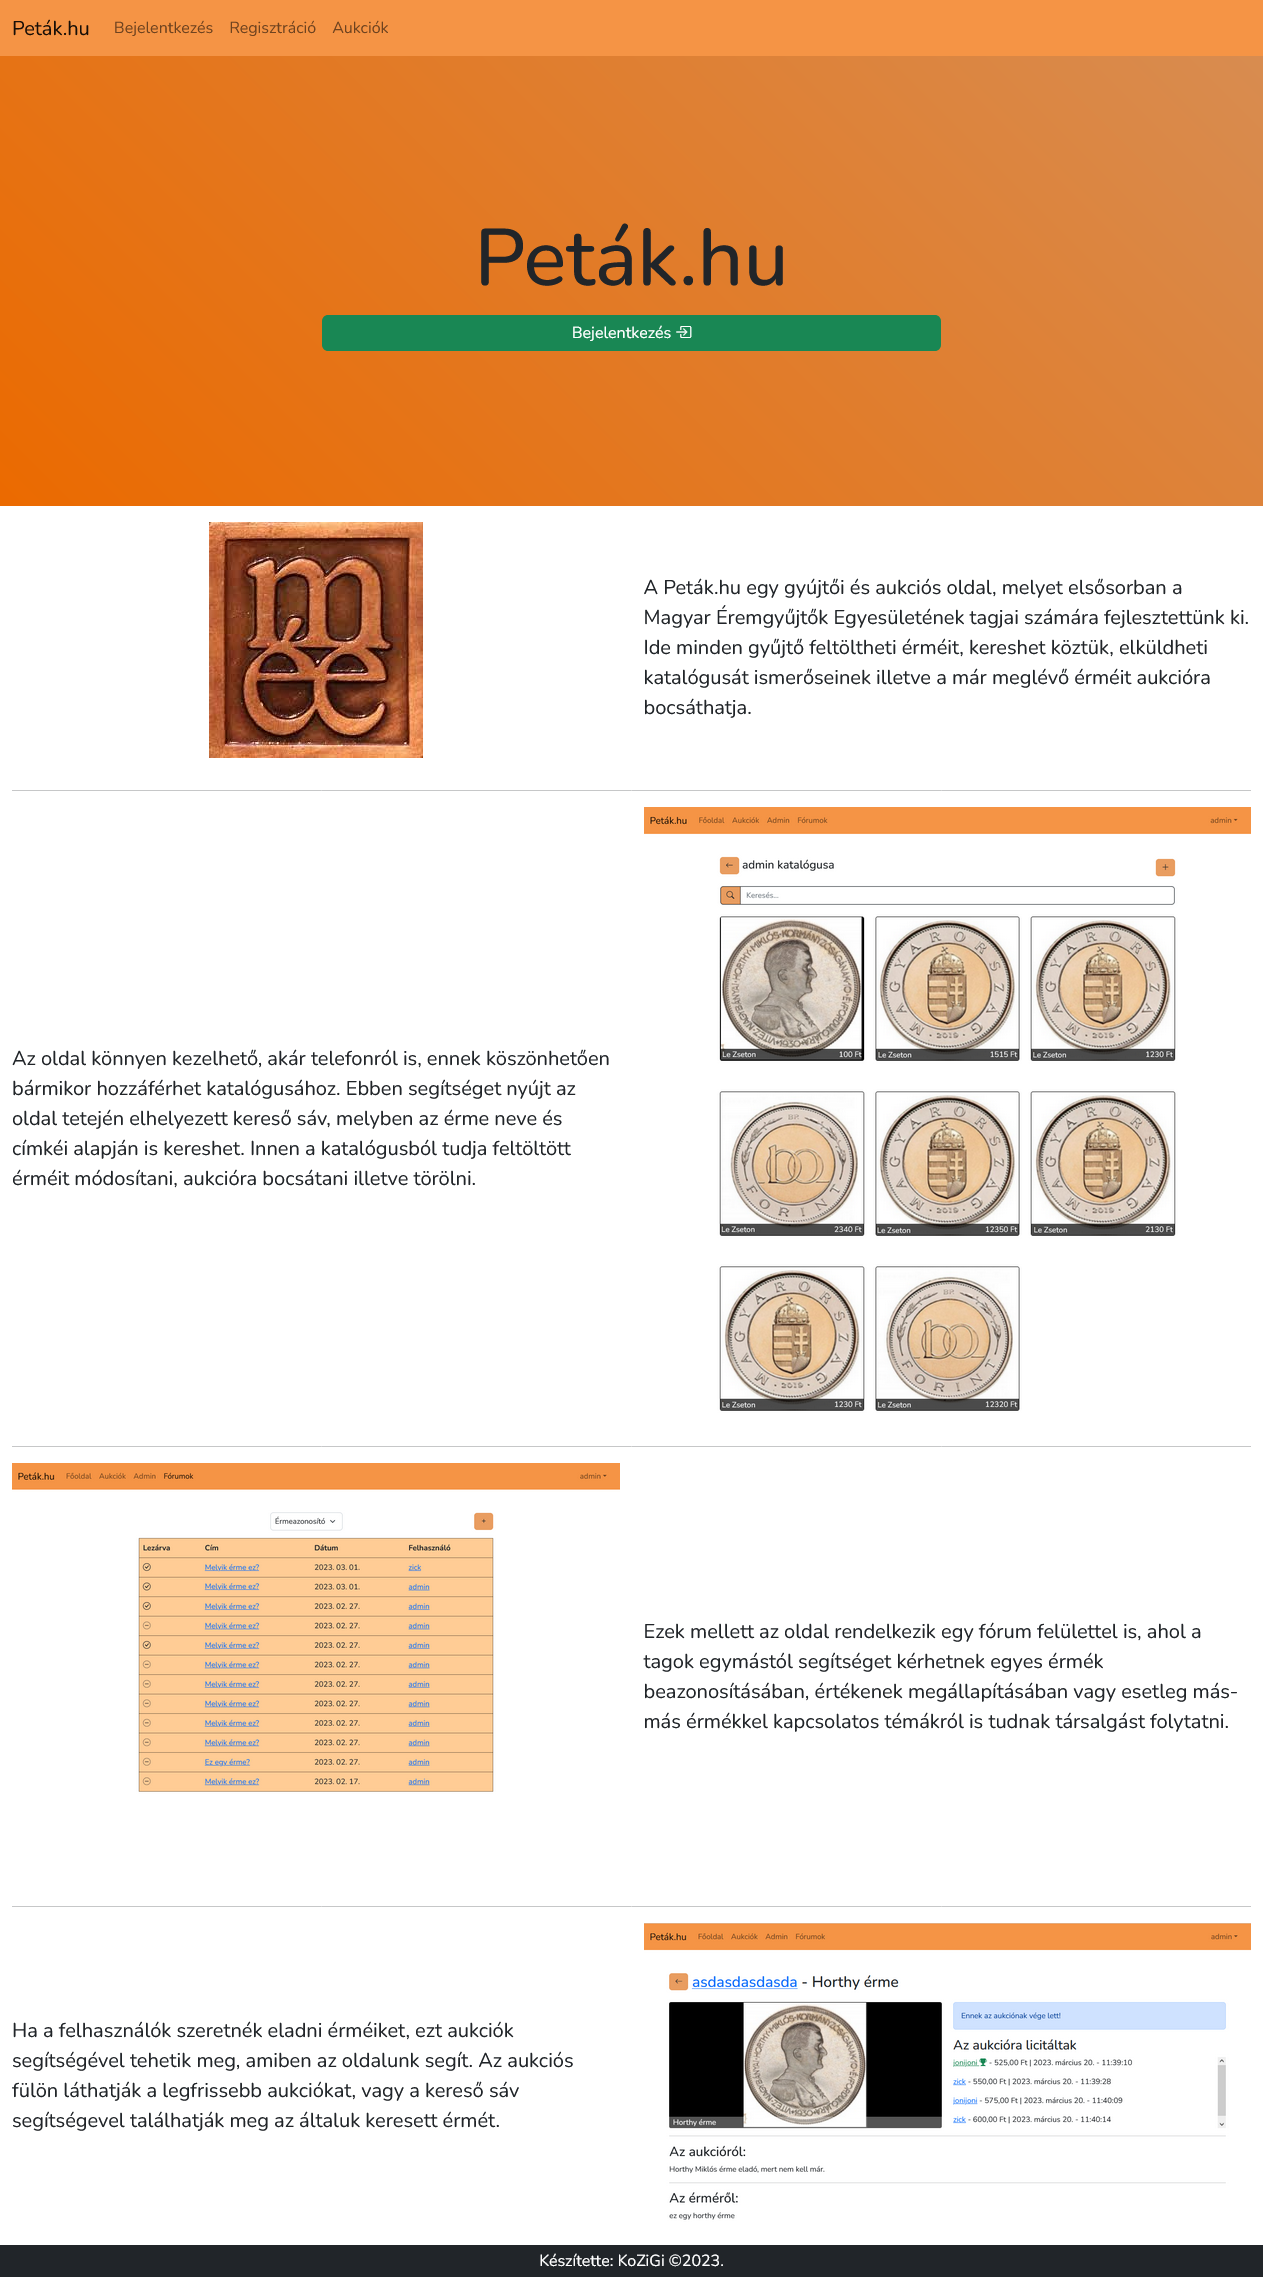 Peták.hu Bejelentkezés Regisztráció Aukciók
Peták.hu
Bejelentkezés
mée
A Peták.hu egy gyújtői és aukciós oldal, melyet elsősorban a
Magyar Éremgyűjtők Egyesületének tagjai számára fejlesztettünk ki.
Ide minden gyűjtő feltöltheti érméit, kereshet köztük, elküldheti
katalógusát ismerőseinek illetve a már meglévő érméit aukcióra
bocsáthatja.
Az oldal könnyen kezelhető, akár telefonról is, ennek köszönhetően
bármikor hozzáférhet katalógusához. Ebben segítséget nyújt az
oldal tetején elhelyezett kereső sáv, melyben az érme neve és
címkéi alapján is kereshet. Innen a katalógusból tudja feltöltött
érméit módosítani, aukcióra bocsátani illetve törölni.
Peták.hu Főoldal Aukciók Admin Fórumok admin
admin katalógusa
Keresés...
Le Zseton 100 Ft
Le Zseton 1515 Ft
Le Zseton 1230 Ft
Le Zseton 2340 Ft
Le Zseton 12350 Ft
Le Zseton 2130 Ft
Le Zseton 1230 Ft
Le Zseton 12320 Ft
Peták.hu Főoldal Aukciók Admin Fórumok admin
Érmeazonosító
Lezárva Cím Dátum Felhasználó
Melyik érme ez? 2023. 03. 01. zick
Melyik érme ez? 2023. 03. 01. admin
Melyik érme ez? 2023. 02. 27. admin
Melyik érme ez? 2023. 02. 27. admin
Melyik érme ez? 2023. 02. 27. admin
Melyik érme ez? 2023. 02. 27. admin
Melyik érme ez? 2023. 02. 27. admin
Melyik érme ez? 2023. 02. 27. admin
Melyik érme ez? 2023. 02. 27. admin
Melyik érme ez? 2023. 02. 27. admin
Ez egy érme? 2023. 02. 27. admin
Melyik érme ez? 2023. 02. 17. admin
Ezek mellett az oldal rendelkezik egy fórum felülettel is, ahol a
tagok egymástól segítséget kérhetnek egyes érmék
beazonosításában, értékenek megállapításában vagy esetleg más-
más érmékkel kapcsolatos témákról is tudnak társalgást folytatni.
Ha a felhasználók szeretnék eladni érméiket, ezt aukciók
segítségével tehetik meg, amiben az oldalunk segít. Az aukciós
fülön láthatják a legfrissebb aukciókat, vagy a kereső sáv
segítségevel találhatják meg az általuk keresett érmét.
Peták.hu Főoldal Aukciók Admin Fórumok admin
asdasdasdasda - Horthy érme
Horthy érme
Ennek az aukciónak vége lett!
Az aukcióra licitáltak
jonijoni - 525,00 Ft | 2023. március 20. - 11:39:10
zick - 550,00 Ft | 2023. március 20. - 11:39:28
jonijoni - 575,00 Ft | 2023. március 20. - 11:40:09
zick - 600,00 Ft | 2023. március 20. - 11:40:14
Az aukcióról:
Horthy Miklós érme eladó, mert nem kell már.
Az érméről:
ez egy horthy érme
Készítette: KoZiGi ©2023.